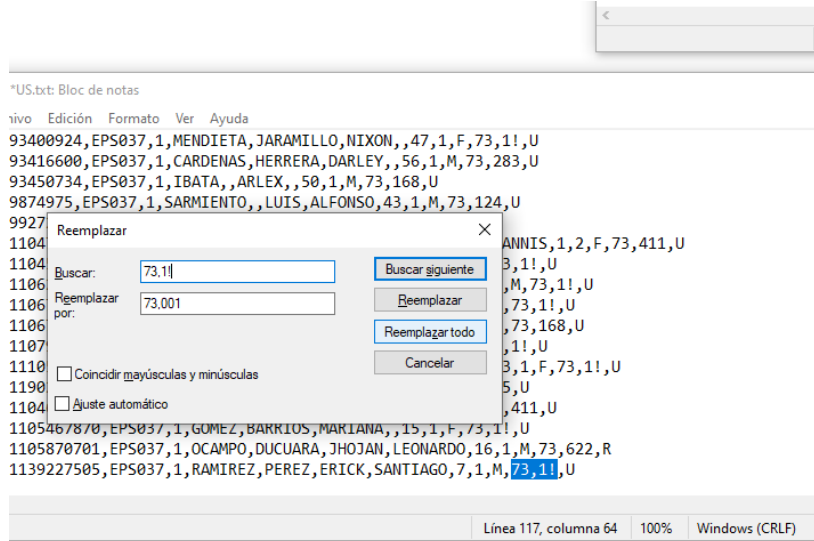 *US.txt: Bloc de notas
hivo Edición Formato Ver Ayuda
93400924,EPS037,1,MENDIETA,JARAMILLO,NIXON,,47,1,F,73,1!,U
93416600,EPS037,1,CARDENAS,HERRERA,DARLEY,,56,1,M,73,283,U
93450734,EPS037,1,IBATA,,ARLEX,,50,1,M,73,168,U
9874975,EPS037,1,SARMIENTO,,LUIS,ALFONSO,43,1,M,73,124,U
9927
1104 ANNIS,1,2,F,73,411,U
1104 3,1!,U
1106 ,M,73,1!,U
1106 ,73,1!,U
1106 ,73,168,U
1107 ,1!,U
1110 3,1,F,73,1!,U
1190 5,U
1104 ,411,U
1105467870,EPS037,1,GOMEZ,BARRIOS,MARIANA,,15,1,F,73,1!,U
1105870701,EPS037,1,OCAMPO,DUCUARA,JHOJAN,LEONARDO,16,1,M,73,622,R
1139227505,EPS037,1,RAMIREZ,PEREZ,ERICK,SANTIAGO,7,1,M,73,1!,U
Reemplazar
Buscar: 73,1! Buscar siguiente
Reemplazar por: 73,001 Reemplazar
Reemplazar todo
Cancelar
Coincidir mayúsculas y minúsculas
Ajuste automático
Línea 117, columna 64 100% Windows (CRLF)